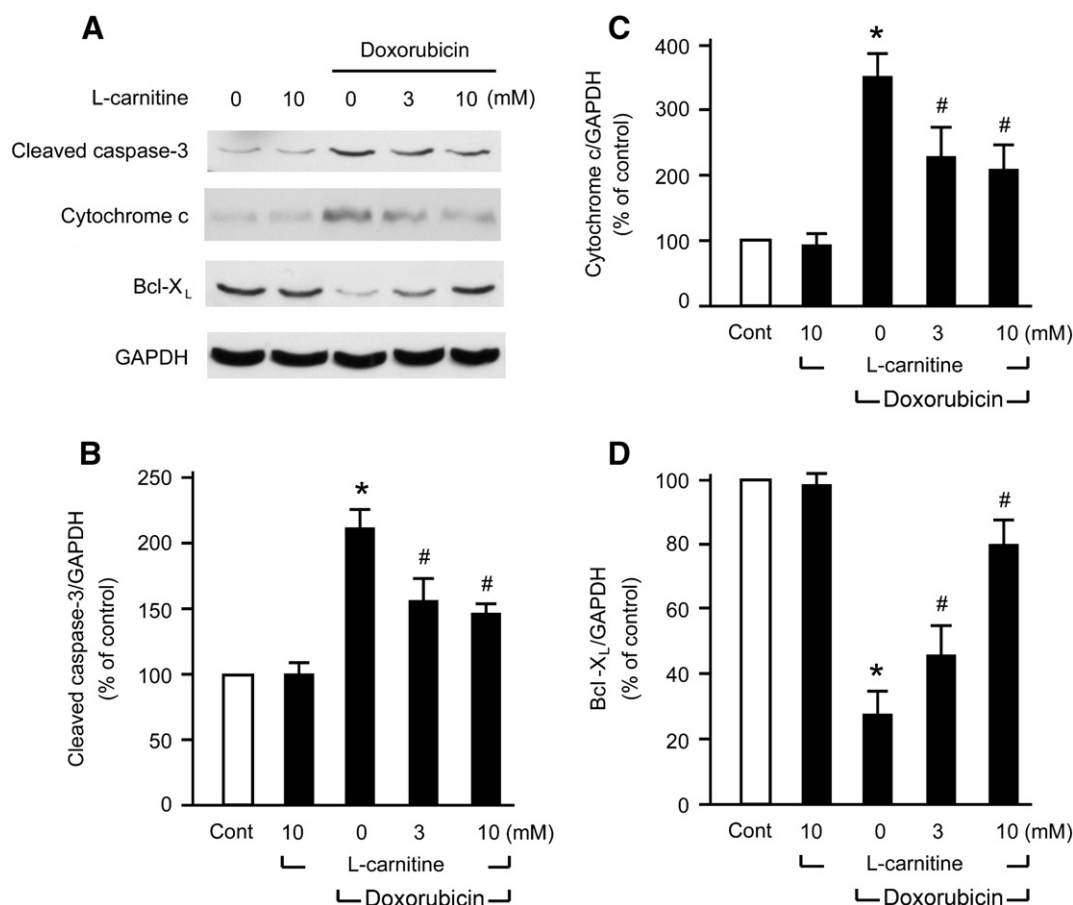 A
Doxorubicin
L-carnitine 0 10 0 3 10 (mM)
Cleaved caspase-3
Cytochrome c
Bcl-XL
GAPDH
B
Cleaved caspase-3/GAPDH
(% of control)
250
200
150
100
50
0
*
#
#
Cont 10 0 3 10 (mM)
L-carnitine
Doxorubicin
C
Cytochrome c/GAPDH
(% of control)
400
300
200
100
0
*
#
#
Cont 10 0 3 10 (mM)
L-carnitine
Doxorubicin
D
Bcl-XL/GAPDH
(% of control)
100
80
60
40
20
0
*
#
#
Cont 10 0 3 10 (mM)
L-carnitine
Doxorubicin